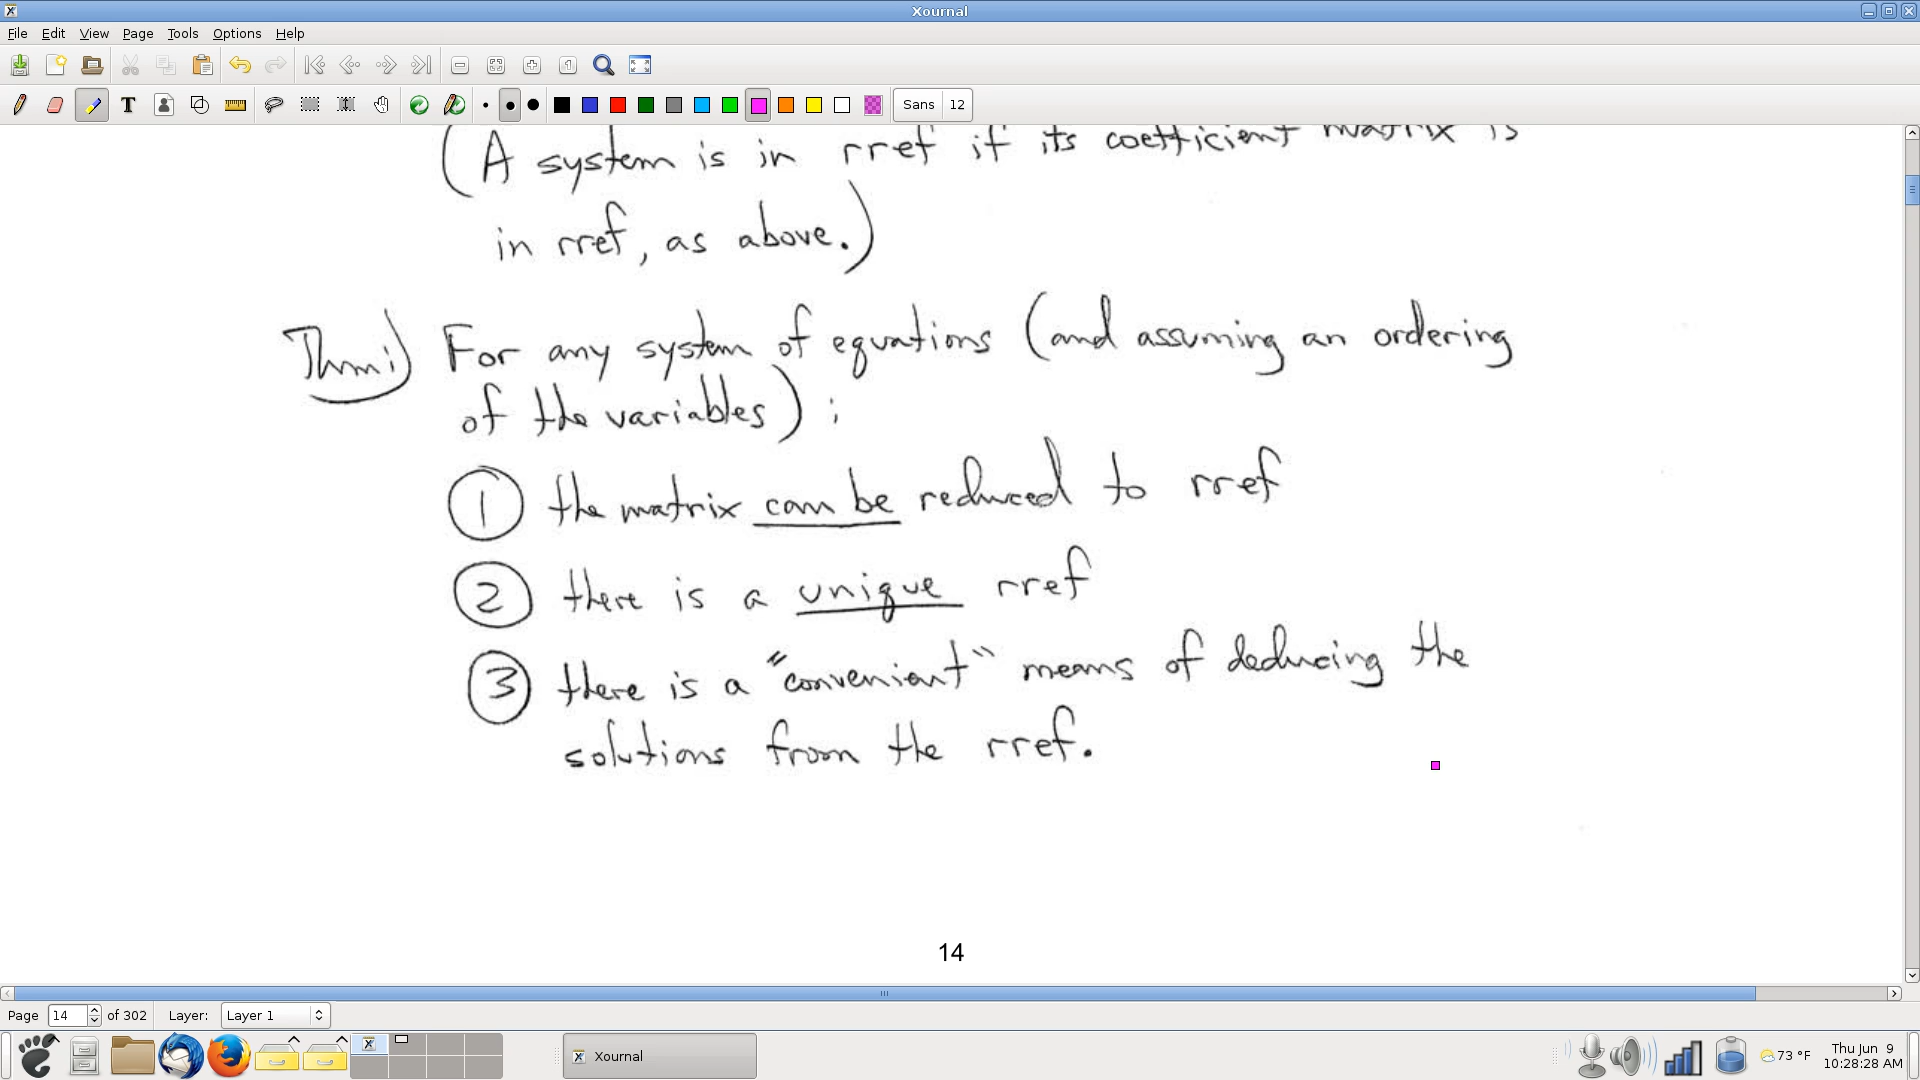 Xournal
File Edit View Page Tools Options Help
Sans 12
(A system is in rref if its coefficient matrix is
in rref, as above.)
Thm:) For any system of equations (and assuming an ordering
of the variables):
1 the matrix can be reduced to rref
2 there is a unique rref
3 there is a "conveniant" means of deducing the
solutions from the rref.
14
Page 14 of 302 Layer: Layer 1
Xournal
73 °F
Thu Jun 9
10:28:28 AM